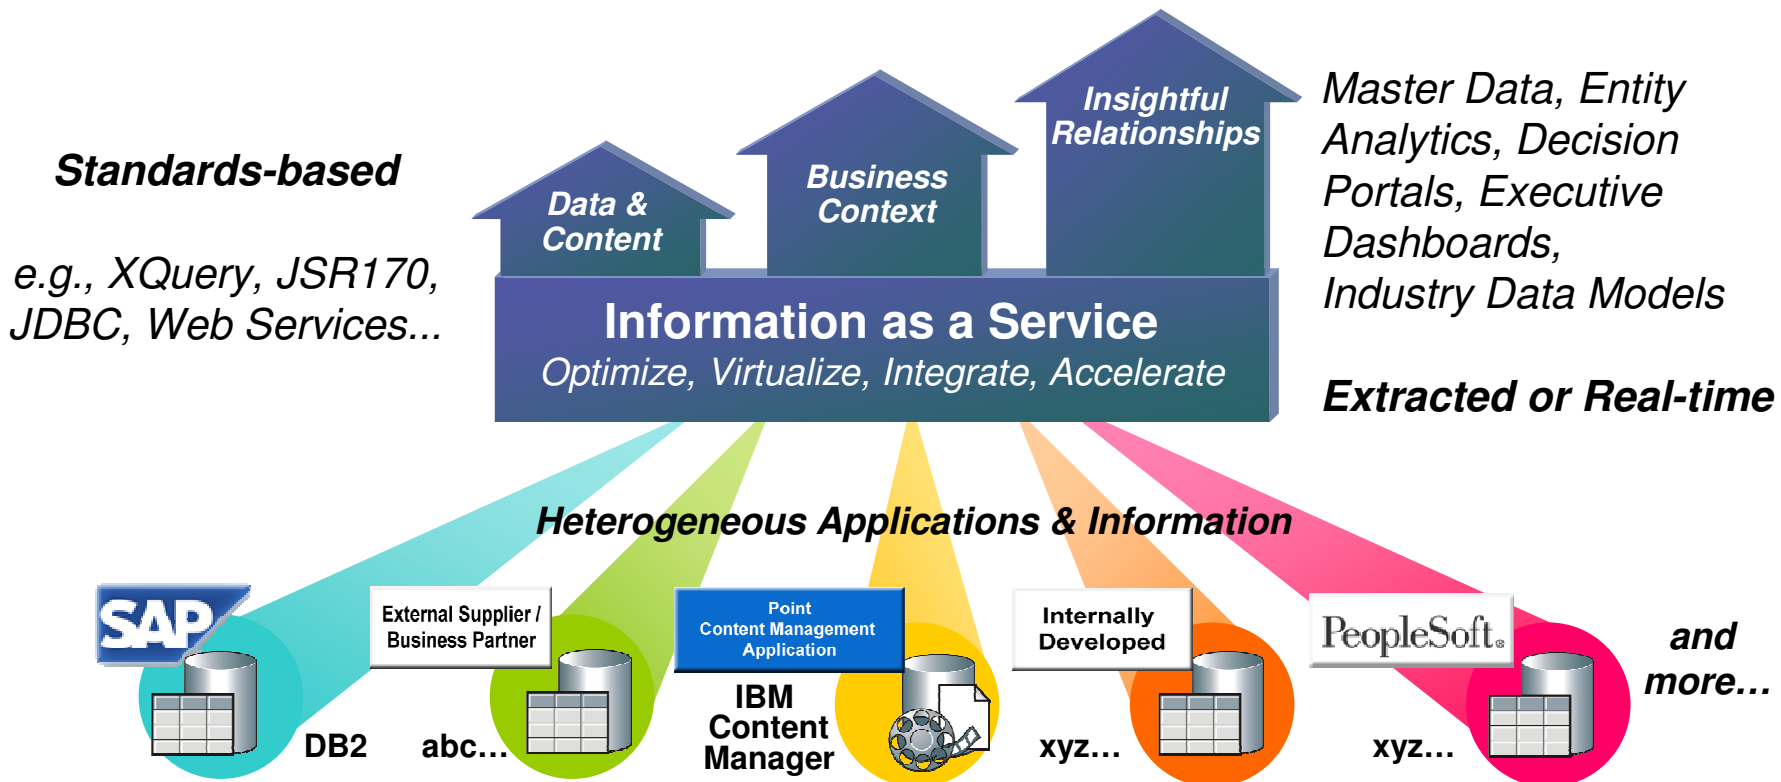 Insightful
Relationships
Business
Context
Data &
Content
Standards-based
e.g., XQuery, JSR170,
JDBC, Web Services...
Information as a Service
Optimize, Virtualize, Integrate, Accelerate
Master Data, Entity
Analytics, Decision
Portals, Executive
Dashboards,
Industry Data Models
Extracted or Real-time
Heterogeneous Applications & Information
SAP
DB2
External Supplier /
Business Partner
abc...
Point
Content Management
Application
IBM
Content
Manager
Internally
Developed
xyz...
PeopleSoft®
xyz...
and
more...